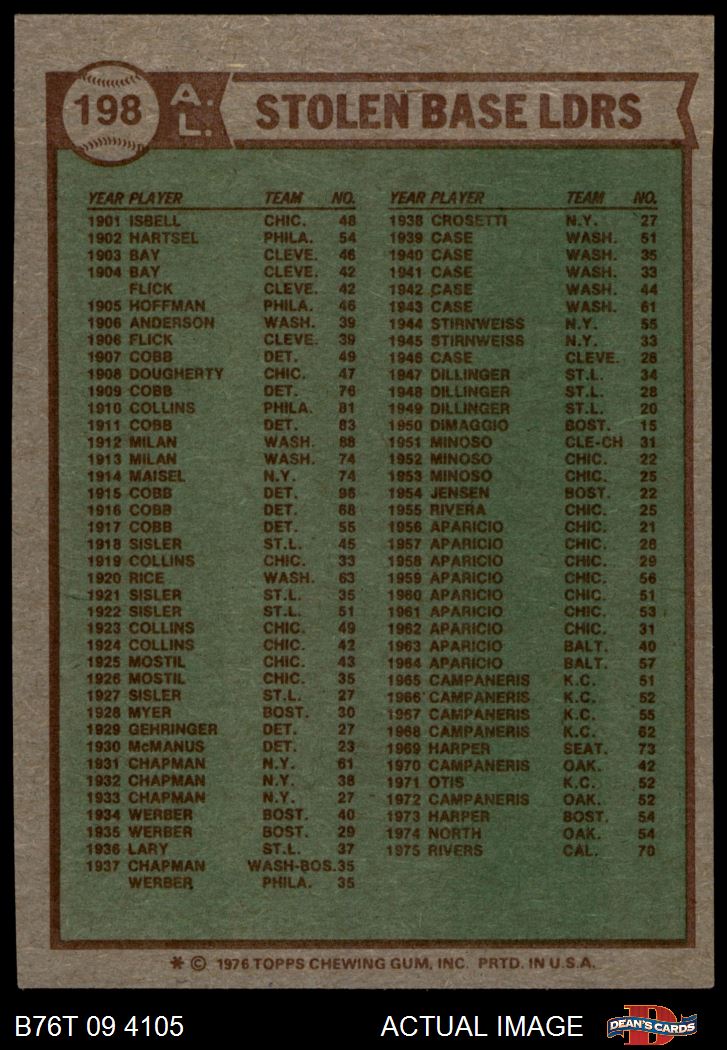 198 A.L. STOLEN BASE LDRS
YEAR PLAYER TEAM NO.
1901 ISBELL CHIC. 48
1902 HARTSEL PHILA. 54
1903 BAY CLEVE. 46
1904 BAY CLEVE. 42
FLICK CLEVE. 42
1905 HOFFMAN PHILA. 46
1906 ANDERSON WASH. 39
1906 FLICK CLEVE. 39
1907 COBB DET. 49
1908 DOUGHERTY CHIC. 47
1909 COBB DET. 76
1910 COLLINS PHILA. 81
1911 COBB DET. 83
1912 MILAN WASH. 88
1913 MILAN WASH. 74
1914 MAISEL N.Y. 74
1915 COBB DET. 96
1916 COBB DET. 68
1917 COBB DET. 55
1918 SISLER ST.L. 45
1919 COLLINS CHIC. 33
1920 RICE WASH. 63
1921 SISLER ST.L. 35
1922 SISLER ST.L. 51
1923 COLLINS CHIC. 49
1924 COLLINS CHIC. 42
1925 MOSTIL CHIC. 43
1926 MOSTIL CHIC. 35
1927 SISLER ST.L. 27
1928 MYER BOST. 30
1929 GEHRINGER DET. 27
1930 McMANUS DET. 23
1931 CHAPMAN N.Y. 61
1932 CHAPMAN N.Y. 38
1933 CHAPMAN N.Y. 27
1934 WERBER BOST. 40
1935 WERBER BOST. 29
1936 LARY ST.L. 37
1937 CHAPMAN WASH-BOS.35
WERBER PHILA. 35
YEAR PLAYER TEAM NO.
1938 CROSETTI N.Y. 27
1939 CASE WASH. 51
1940 CASE WASH. 35
1941 CASE WASH. 33
1942 CASE WASH. 44
1943 CASE WASH. 61
1944 STIRNWEISS N.Y. 55
1945 STIRNWEISS N.Y. 33
1946 CASE CLEVE. 28
1947 DILLINGER ST.L. 34
1948 DILLINGER ST.L. 28
1949 DILLINGER ST.L. 20
1950 DIMAGGIO BOST. 15
1951 MINOSO CLE-CH 31
1952 MINOSO CHIC. 22
1953 MINOSO CHIC. 25
1954 JENSEN BOST. 22
1955 RIVERA CHIC. 25
1956 APARICIO CHIC. 21
1957 APARICIO CHIC. 28
1958 APARICIO CHIC. 29
1959 APARICIO CHIC. 56
1960 APARICIO CHIC. 51
1961 APARICIO CHIC. 53
1962 APARICIO CHIC. 31
1963 APARICIO BALT. 40
1964 APARICIO BALT. 57
1965 CAMPANERIS K.C. 51
1966 CAMPANERIS K.C. 52
1967 CAMPANERIS K.C. 55
1968 CAMPANERIS K.C. 62
1969 HARPER SEAT. 73
1970 CAMPANERIS OAK. 42
1971 OTIS K.C. 52
1972 CAMPANERIS OAK. 52
1973 HARPER BOST. 54
1974 NORTH OAK. 54
1975 RIVERS CAL. 70
* © 1976 TOPPS CHEWING GUM, INC. PRTD. IN U.S.A.
B76T 09 4105 ACTUAL IMAGE DEAN'S CARDS